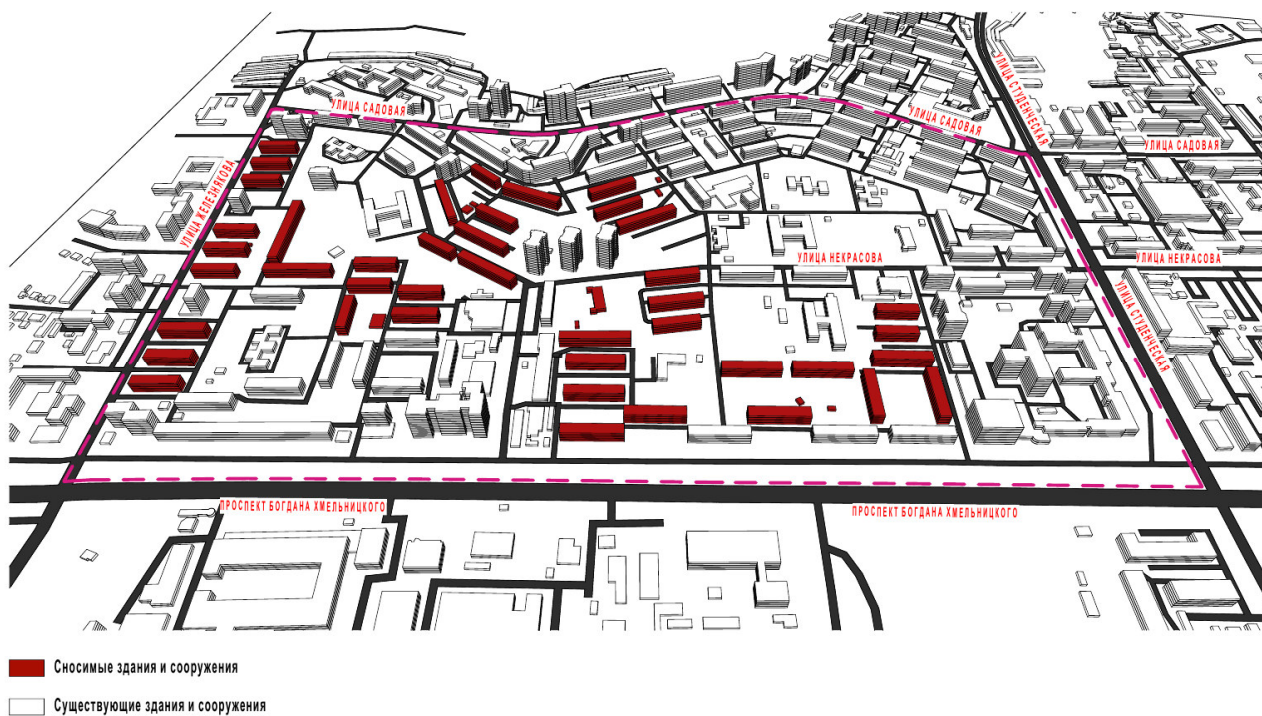 УЛИЦА САДОВАЯ
УЛИЦА СТУДЕНЧЕСКАЯ
УЛИЦА САДОВАЯ
УЛИЦА САДОВАЯ
УЛИЦА ЖЕЛЕЗНЯКОВА
УЛИЦА НЕКРАСОВА
УЛИЦА НЕКРАСОВА
УЛИЦА СТУДЕНЧЕСКАЯ
ПРОСПЕКТ БОГДАНА ХМЕЛЬНИЦКОГО
ПРОСПЕКТ БОГДАНА ХМЕЛЬНИЦКОГО
Сносимые здания и сооружения
Существующие здания и сооружения